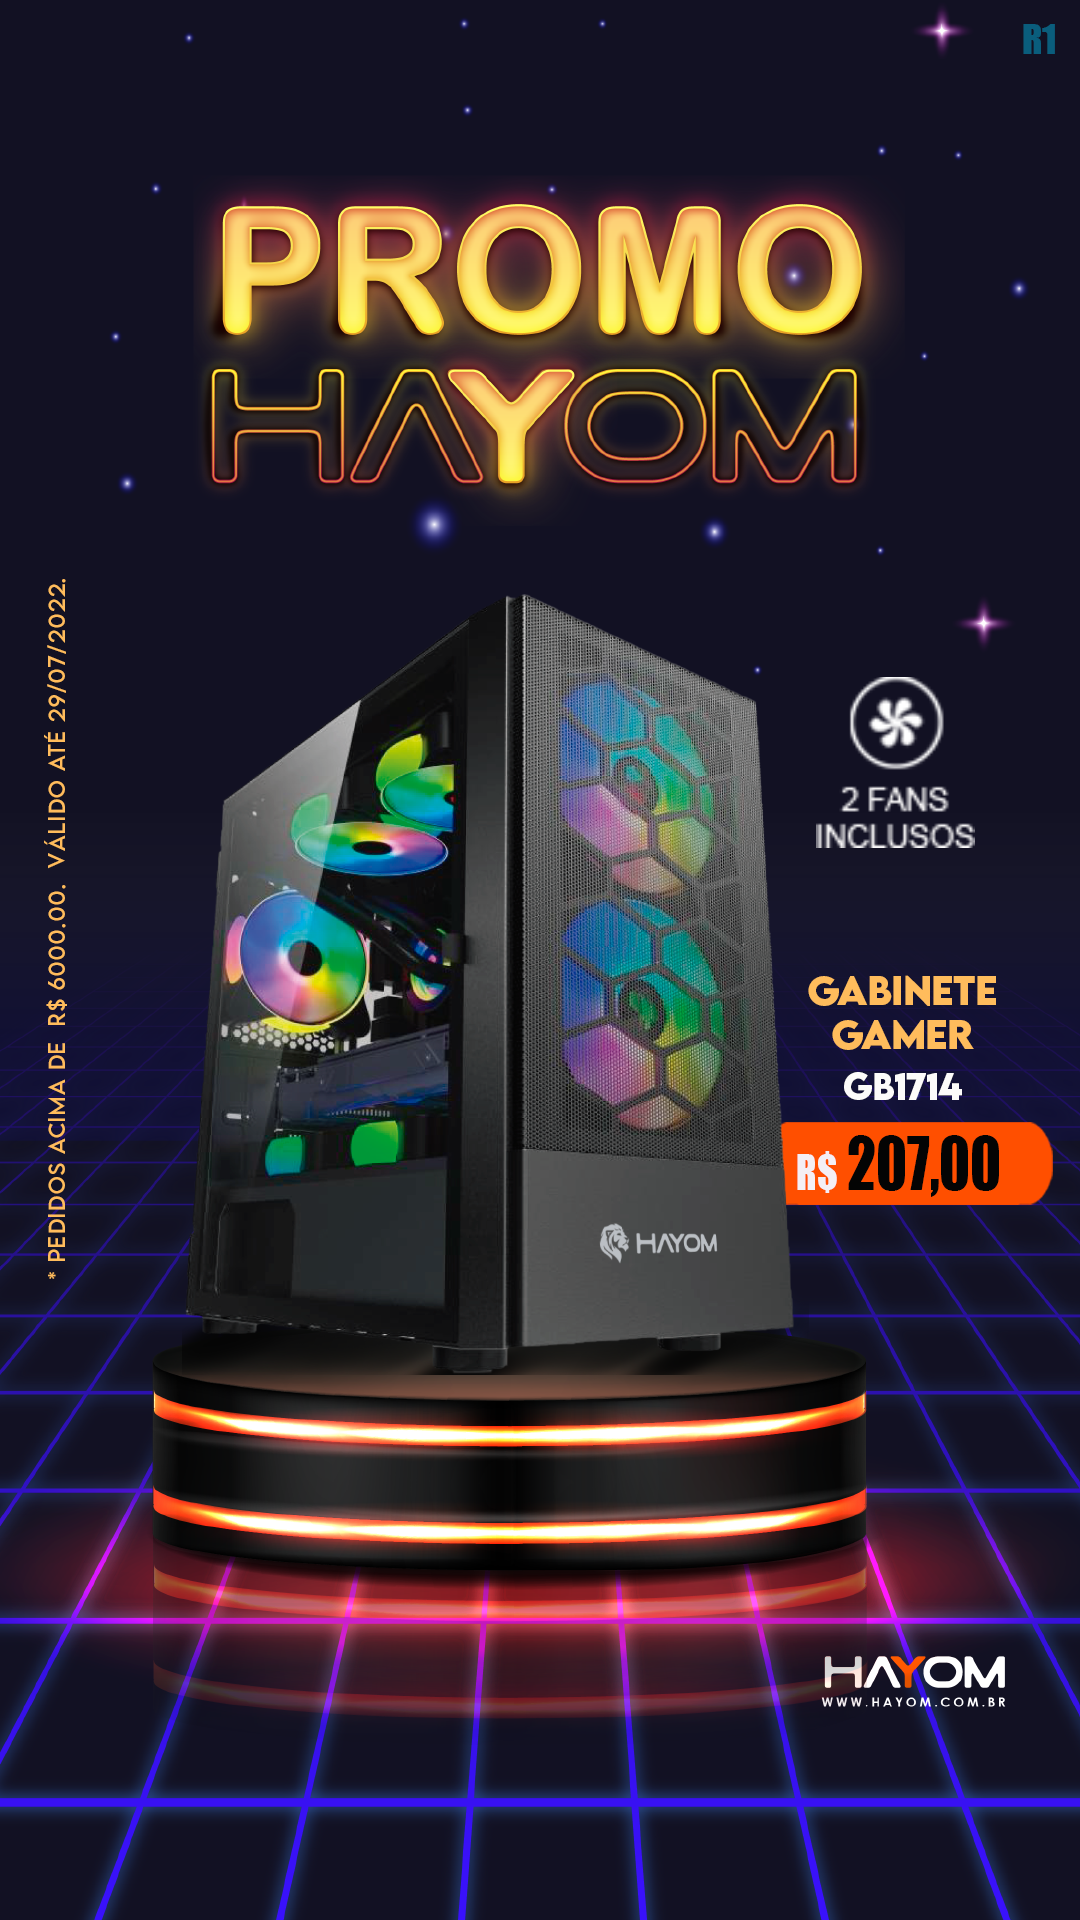 R1
PROMO
HAYOM
* PEDIDOS ACIMA DE R$ 6000.00. VÁLIDO ATÉ 29/07/2022.
2 FANS
INCLUSOS
GABINETE
GAMER
GB1714
R$ 207,00
HAYOM
HAYOM
WWW.HAYOM.COM.BR